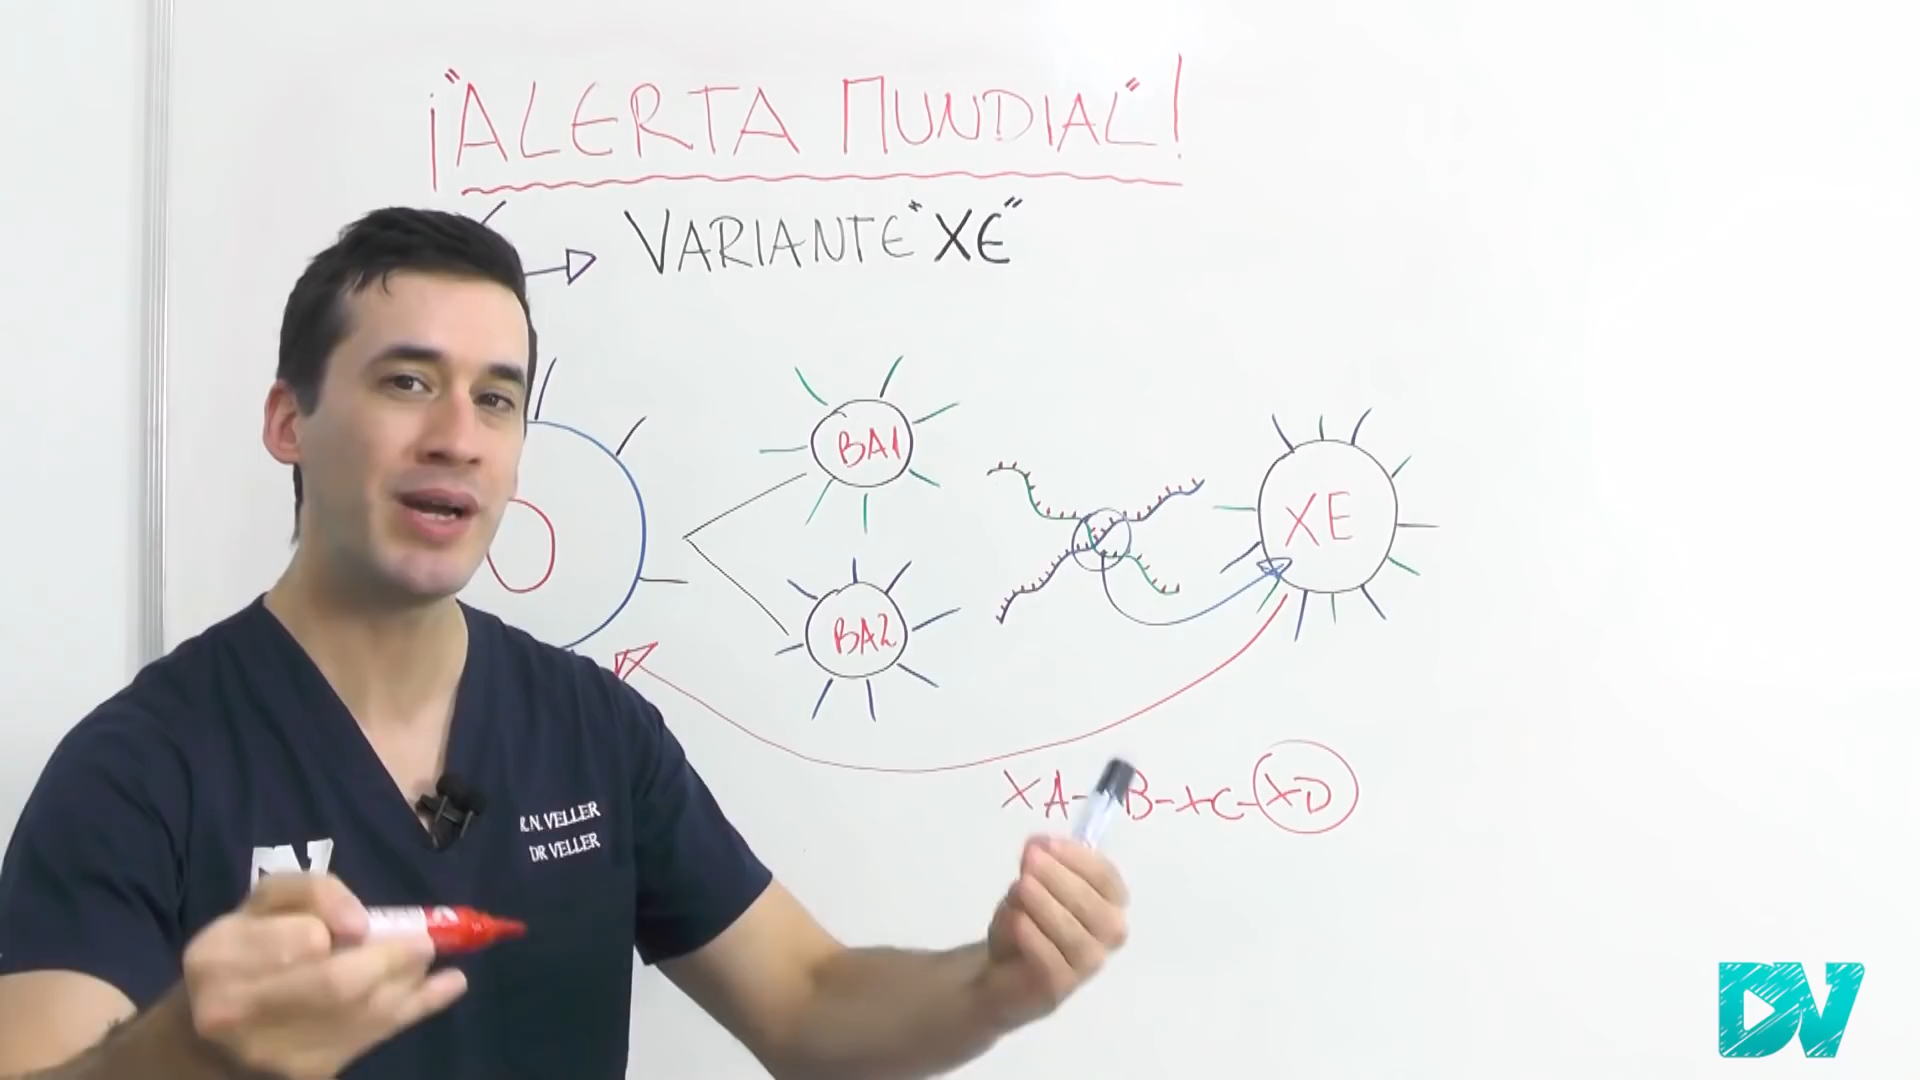 ¡"ALERTA MUNDIAL"!
VARIANTE "XE"
BA1
BA2
XE
XA- B-XC-XD
R.N. VELLER
DR VELLER
DV